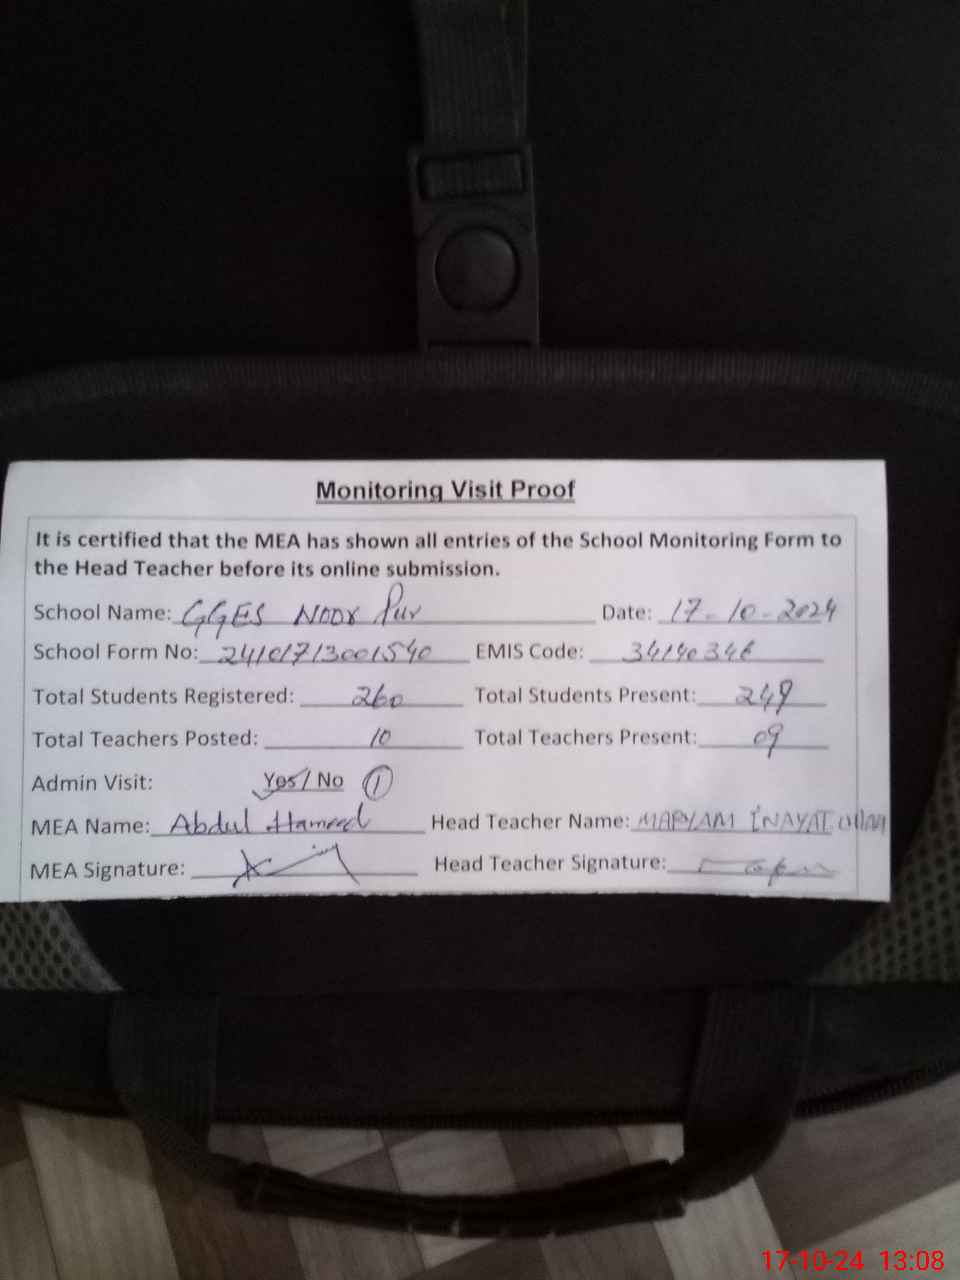 Monitoring Visit Proof
It is certified that the MEA has shown all entries of the School Monitoring Form to
the Head Teacher before its online submission.
School Name: GGES Noor Pur Date: 17-10-2024
School Form No: 24101713001540 EMIS Code: 34140346
Total Students Registered: 260 Total Students Present: 249
Total Teachers Posted: 10 Total Teachers Present: 09
Admin Visit: Yes / No 1
MEA Name: Abdul Hameed Head Teacher Name: MARYAM INAYAT ULLAH
MEA Signature: Head Teacher Signature:
17-10-24 13:08